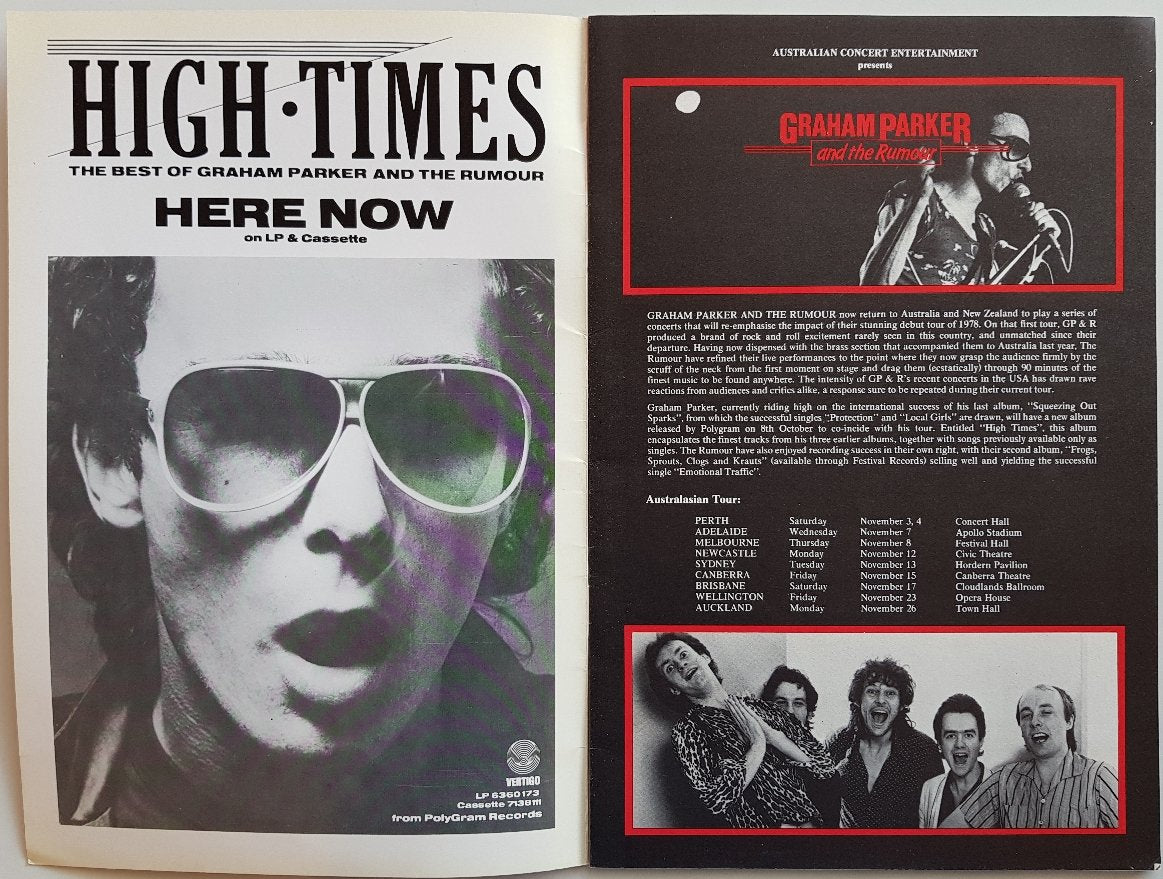 HIGH·TIMES
THE BEST OF GRAHAM PARKER AND THE RUMOUR
HERE NOW
on LP & Cassette
VERTIGO
LP 6360173
Cassette 7138111
from PolyGram Records
AUSTRALIAN CONCERT ENTERTAINMENT
presents
GRAHAM PARKER
and the Rumour
GRAHAM PARKER AND THE RUMOUR now return to Australia and New Zealand to play a series of
concerts that will re-emphasise the impact of their stunning debut tour of 1978. On that first tour, GP & R
produced a brand of rock and roll excitement rarely seen in this country, and unmatched since their
departure. Having now dispensed with the brass section that accompanied them to Australia last year, The
Rumour have refined their live performances to the point where they now grasp the audience firmly by the
scruff of the neck from the first moment on stage and drag them (ecstatically) through 90 minutes of the
finest music to be found anywhere. The intensity of GP & R's recent concerts in the USA has drawn rave
reactions from audiences and critics alike, a response sure to be repeated during their current tour.
Graham Parker, currently riding high on the international success of his last album, "Squeezing Out
Sparks", from which the successful singles "Protection" and "Local Girls" are drawn, will have a new album
released by Polygram on 8th October to co-incide with his tour. Entitled "High Times", this album
encapsulates the finest tracks from his three earlier albums, together with songs previously available only as
singles. The Rumour have also enjoyed recording success in their own right, with their second album, "Frogs,
Sprouts, Clogs and Krauts" (available through Festival Records) selling well and yielding the successful
single "Emotional Traffic".
Australasian Tour:
PERTH Saturday November 3, 4 Concert Hall
ADELAIDE Wednesday November 7 Apollo Stadium
MELBOURNE Thursday November 8 Festival Hall
NEWCASTLE Monday November 12 Civic Theatre
SYDNEY Tuesday November 13 Hordern Pavilion
CANBERRA Friday November 15 Canberra Theatre
BRISBANE Saturday November 17 Cloudlands Ballroom
WELLINGTON Friday November 23 Opera House
AUCKLAND Monday November 26 Town Hall